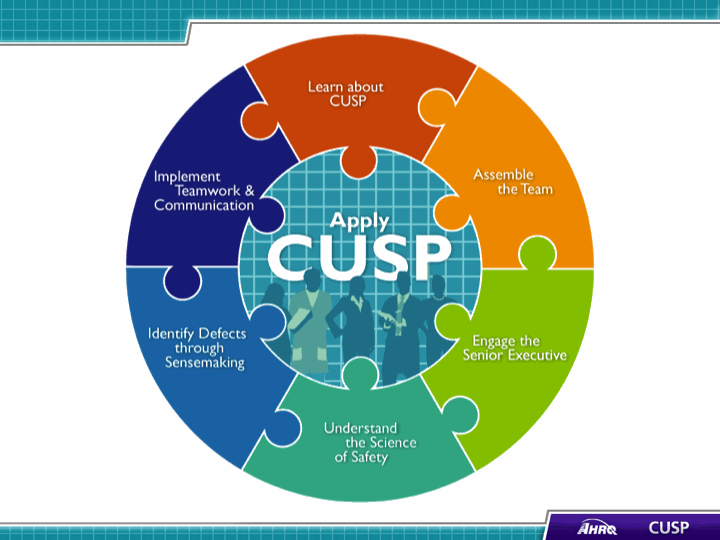 Learn about
CUSP
Assemble
the Team
Engage the
Senior Executive
Understand
the Science
of Safety
Identify Defects
through
Sensemaking
Implement
Teamwork &
Communication
Apply
CUSP
AHRQ
CUSP